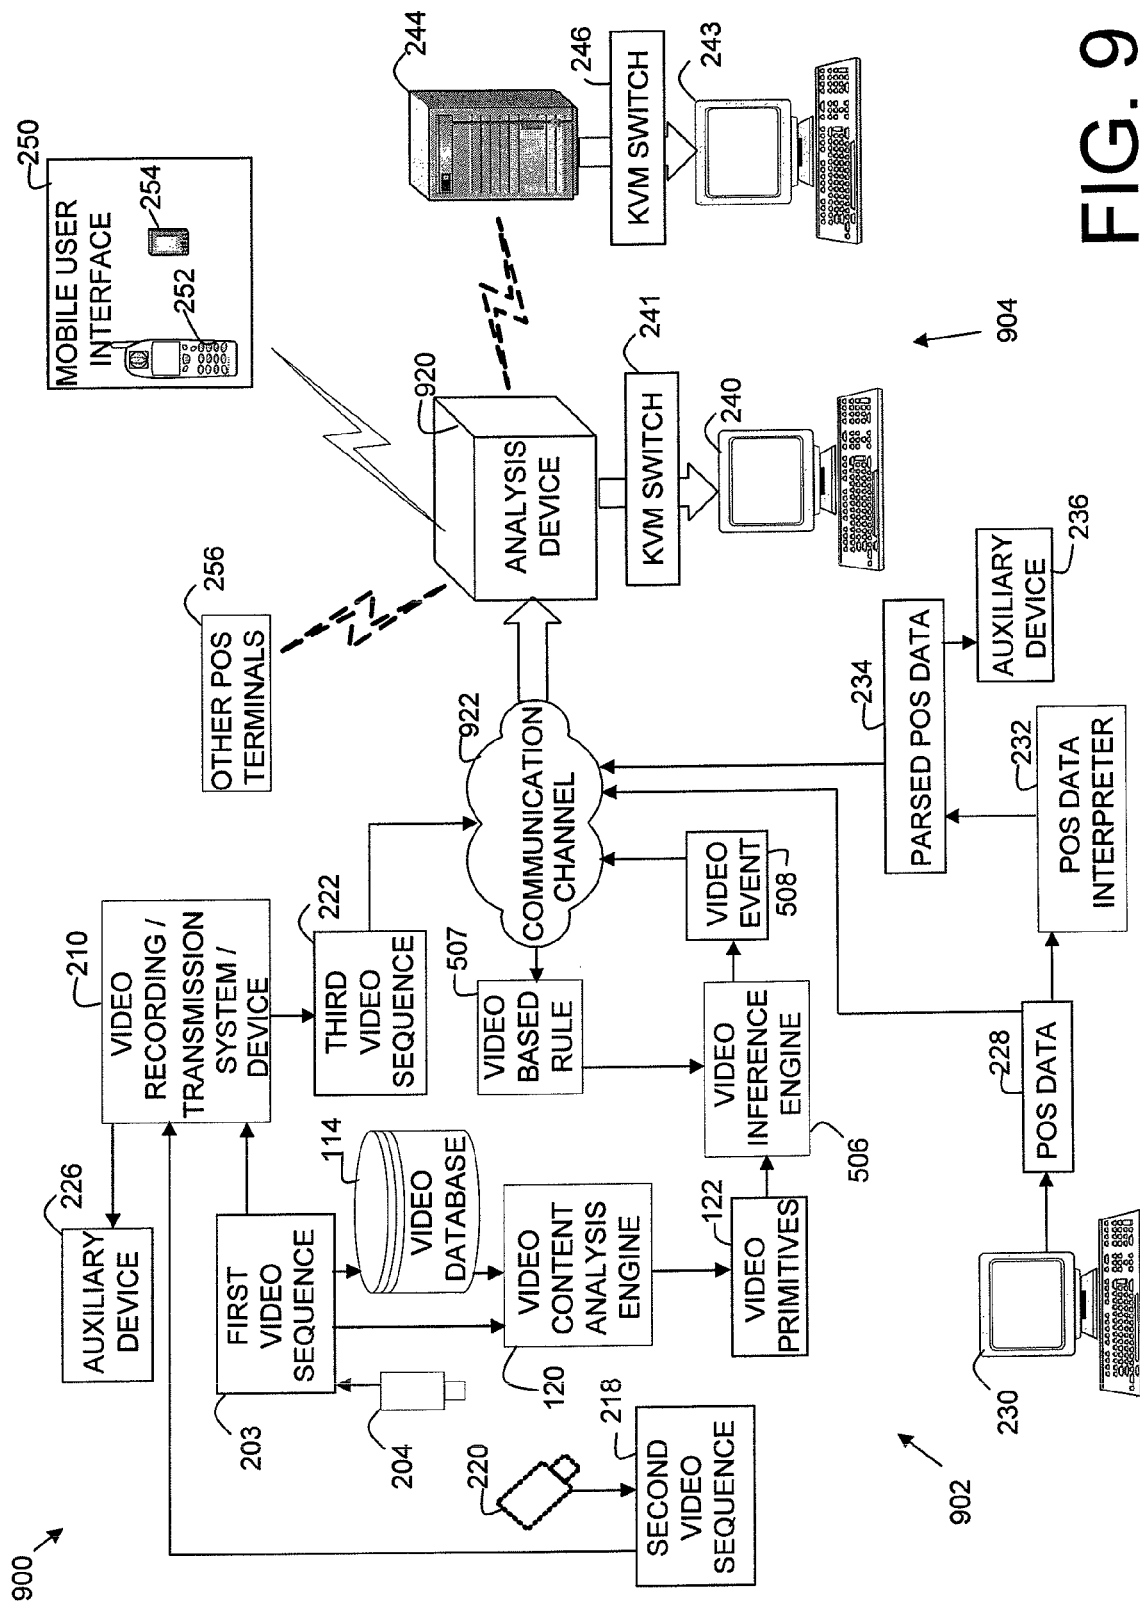 900
902
904
220
SECOND
VIDEO
SEQUENCE
218
203
FIRST
VIDEO
SEQUENCE
204
AUXILIARY
DEVICE
226
VIDEO
RECORDING /
TRANSMISSION
SYSTEM /
DEVICE
210
114
VIDEO
DATABASE
VIDEO
CONTENT
ANALYSIS
ENGINE
120
VIDEO
PRIMITIVES
122
THIRD
VIDEO
SEQUENCE
222
VIDEO
BASED
RULE
507
VIDEO
INFERENCE
ENGINE
506
VIDEO
EVENT
508
COMMUNICATION
CHANNEL
922
230
POS DATA
228
POS DATA
INTERPRETER
232
PARSED POS DATA
234
AUXILIARY
DEVICE
236
OTHER POS
TERMINALS
256
ANALYSIS
DEVICE
920
KVM SWITCH
241
240
MOBILE USER
INTERFACE
250
252
254
244
KVM SWITCH
246
243
FIG. 9